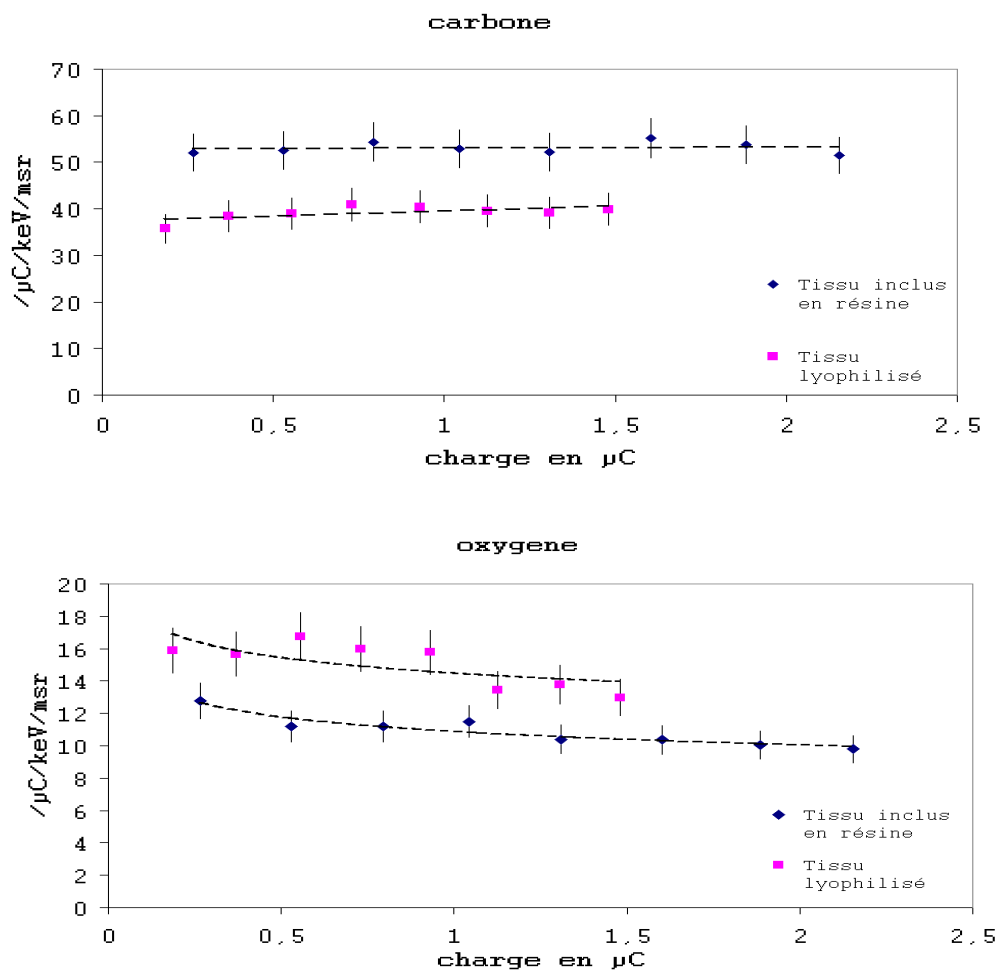 carbone
/µC/keV/msr
70
60
50
40
30
20
10
0
0 0,5 1 1,5 2 2,5
charge en µC
Tissu inclus
en résine
Tissu
lyophilisé
oxygene
/µC/keV/msr
20
18
16
14
12
10
8
6
4
2
0
0 0,5 1 1,5 2 2,5
charge en µC
Tissu inclus
en résine
Tissu
lyophilisé